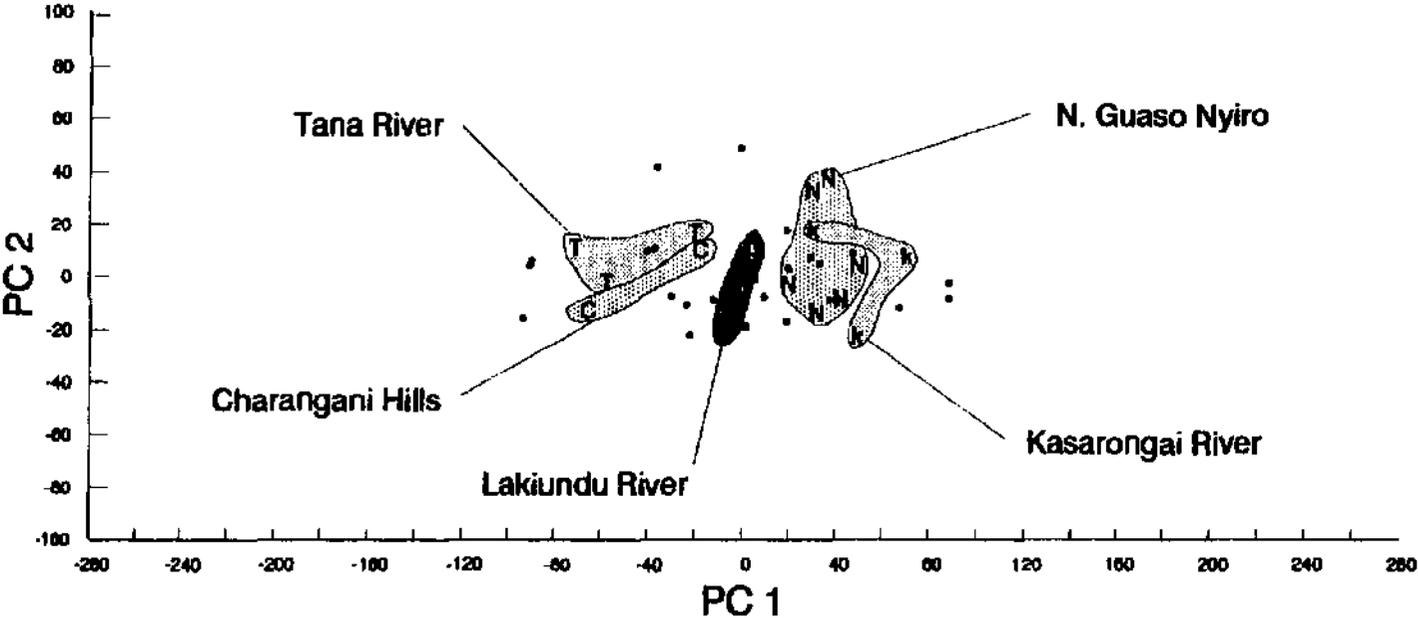 100
80
60
40
20
0
-20
-40
-60
-80
-100
PC 2
Tana River
N. Guaso Nyiro
Charangani Hills
Kasarongai River
Lakiundu River
N N
T T k
C k
T N
N
C N N
k
-280 -240 -200 -160 -120 -80 -40 0 40 80 120 160 200 240 280
PC 1